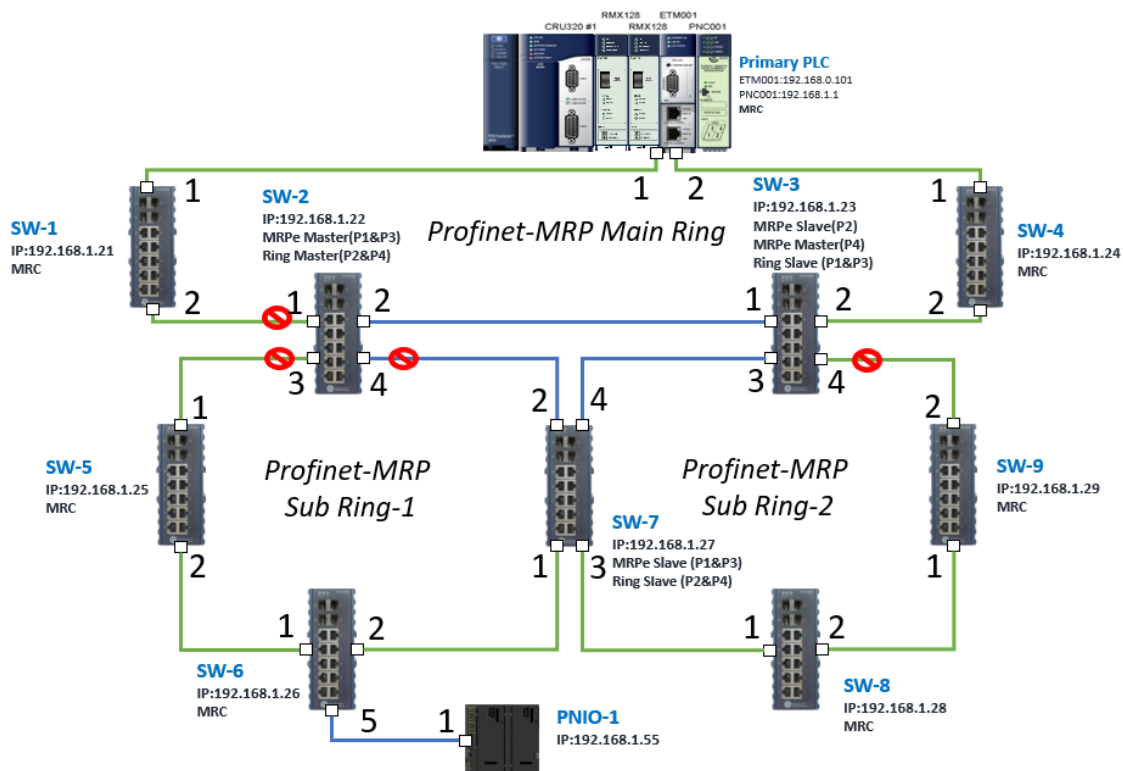 RMX128 ETM001
CRU320 #1 RMX128 PNC001
Primary PLC
ETM001:192.168.0.101
PNC001:192.168.1.1
MRC
1 2
1
SW-1
IP:192.168.1.21
MRC
2
SW-2
IP:192.168.1.22
MRPe Master(P1&P3)
Ring Master(P2&P4)
Profinet-MRP Main Ring
SW-3
IP:192.168.1.23
MRPe Slave(P2)
MRPe Master(P4)
Ring Slave (P1&P3)
1
SW-4
IP:192.168.1.24
MRC
2
1 2
3 4
1 2
3 4
1
SW-5
IP:192.168.1.25
MRC
2
Profinet-MRP
Sub Ring-1
2 4
Profinet-MRP
Sub Ring-2
2
SW-9
IP:192.168.1.29
MRC
1
SW-7
IP:192.168.1.27
MRPe Slave (P1&P3)
Ring Slave (P2&P4)
1 3
1 2
SW-6
IP:192.168.1.26
MRC
5 1
PNIO-1
IP:192.168.1.55
1 2
SW-8
IP:192.168.1.28
MRC